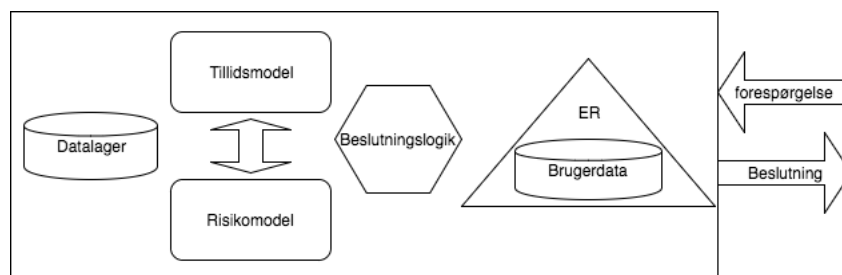 Tillidsmodel
Datalager
Risikomodel
Beslutningslogik
ER
Brugerdata
forespørgelse
Beslutning